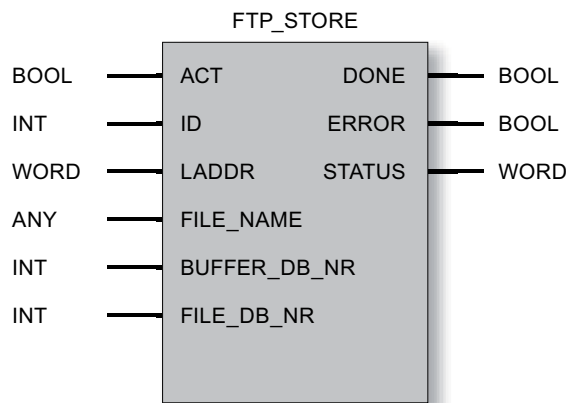 FTP_STORE
BOOL ACT DONE BOOL
INT ID ERROR BOOL
WORD LADDR STATUS WORD
ANY FILE_NAME
INT BUFFER_DB_NR
INT FILE_DB_NR